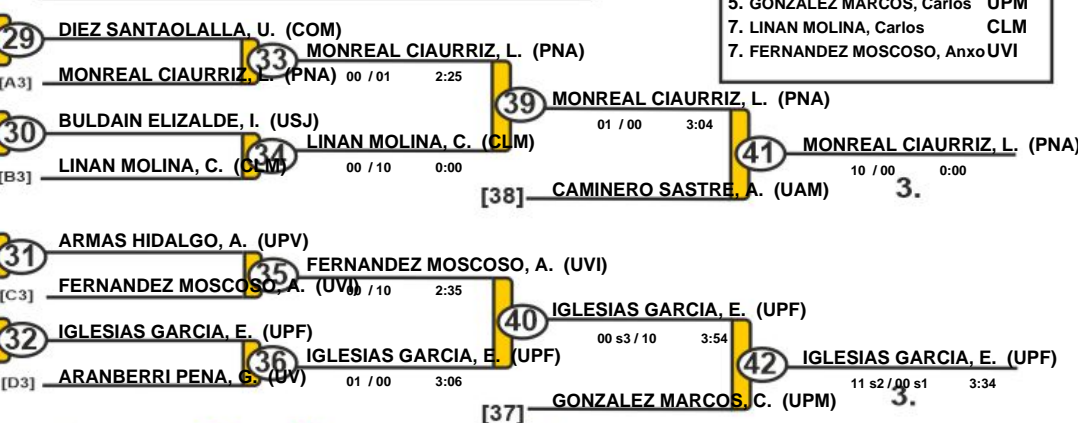 5. GONZALEZ MARCOS, Carlos UPM
7. LINAN MOLINA, Carlos CLM
7. FERNANDEZ MOSCOSO, Anxo UVI
29
DIEZ SANTAOLALLA, U. (COM)
[A3]
MONREAL CIAURRIZ, L. (PNA)
33
MONREAL CIAURRIZ, L. (PNA)
00 / 01 2:25
30
BULDAIN ELIZALDE, I. (USJ)
[B3]
LINAN MOLINA, C. (CLM)
34
LINAN MOLINA, C. (CLM)
00 / 10 0:00
39
MONREAL CIAURRIZ, L. (PNA)
01 / 00 3:04
[38]
CAMINERO SASTRE, A. (UAM)
41
MONREAL CIAURRIZ, L. (PNA)
10 / 00 0:00
3.
31
ARMAS HIDALGO, A. (UPV)
[C3]
FERNANDEZ MOSCOSO, A. (UVI)
35
FERNANDEZ MOSCOSO, A. (UVI)
00 / 10 2:35
32
IGLESIAS GARCIA, E. (UPF)
[D3]
ARANBERRI PENA, G. (UV)
36
IGLESIAS GARCIA, E. (UPF)
01 / 00 3:06
40
IGLESIAS GARCIA, E. (UPF)
00 s3 / 10 3:54
[37]
GONZALEZ MARCOS, C. (UPM)
42
IGLESIAS GARCIA, E. (UPF)
11 s2 / 00 s1 3:34
3.